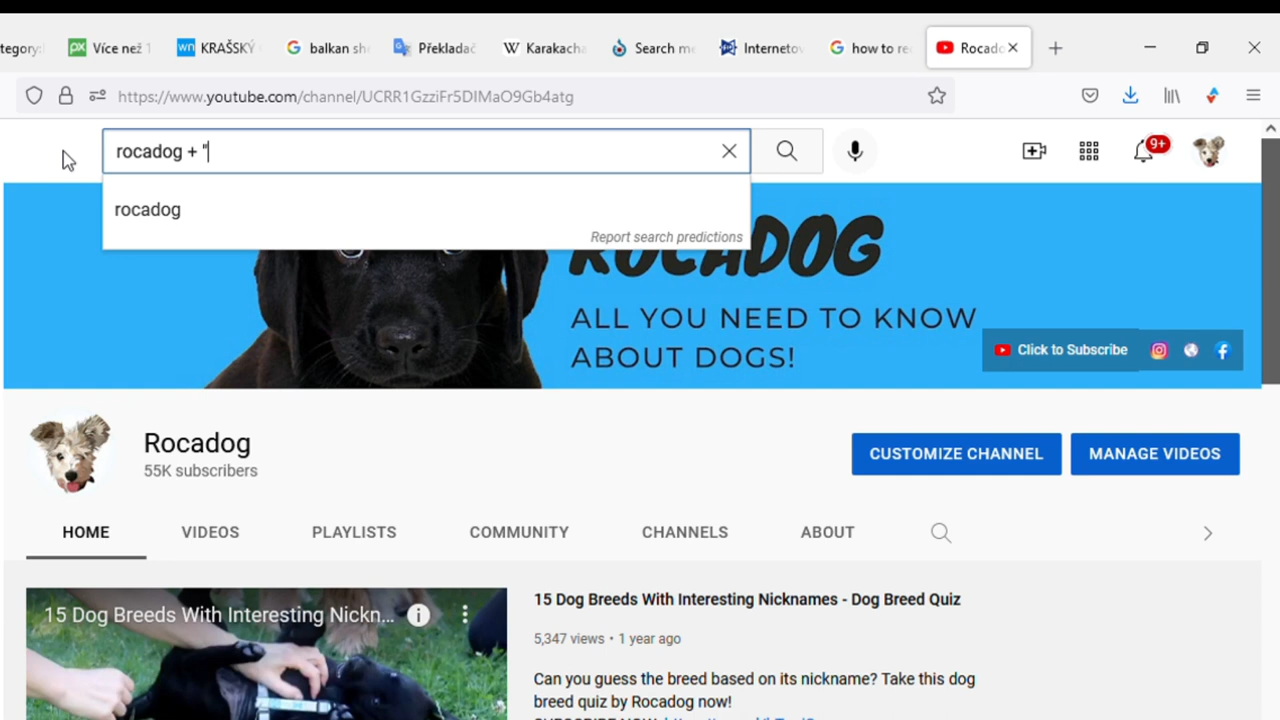 tegory:
Více než 1
wn
KRAŠSKÝ
balkan sh
Překladač
W
Karakacha
Search me
Internetov
how to re
Rocado
https://www.youtube.com/channel/UCRR1GzziFr5DIMaO9Gb4atg
rocadog + "
9+
rocadog
Report search predictions
ROCADOG
ALL YOU NEED TO KNOW
ABOUT DOGS!
Click to Subscribe
Rocadog
55K subscribers
CUSTOMIZE CHANNEL
MANAGE VIDEOS
HOME
VIDEOS
PLAYLISTS
COMMUNITY
CHANNELS
ABOUT
15 Dog Breeds With Interesting Nickn...
15 Dog Breeds With Interesting Nicknames - Dog Breed Quiz
5,347 views • 1 year ago
Can you guess the breed based on its nickname? Take this dog
breed quiz by Rocadog now!